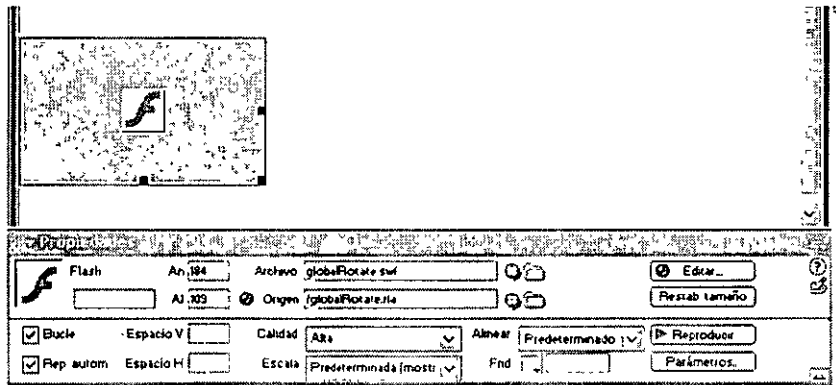 Propiedades
Flash An. 184 Archivo globalRotate.swf Editar...
Al. 109 Origen /globalRotate.fla Restab tamaño
Bucle Espacio V Calidad Alta Alinear Predeterminado Reproducir
Rep autom Espacio H Escala Predeterminada (mostr Fnd Parámetros..